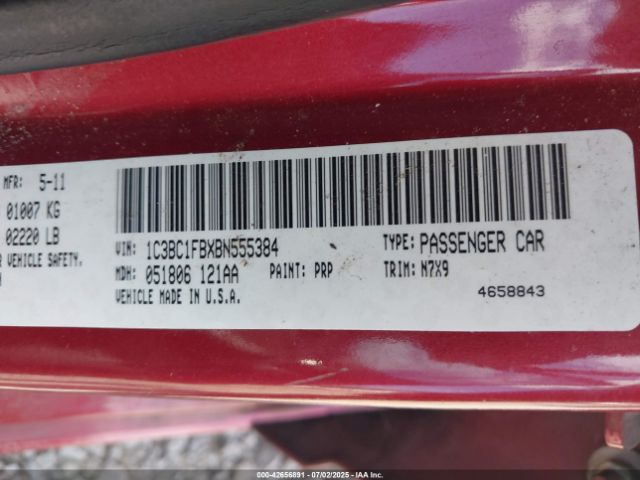 MFR: 5-11
01007 KG
02220 LB
VEHICLE SAFETY.
VIN: 1C3BC1FBXBN555384
TYPE: PASSENGER CAR
MDH: 051806 121AA
PAINT: PRP
TRIM: N7X9
VEHICLE MADE IN U.S.A.
4658843
000-42656891 07/02/2025 IAA Inc.